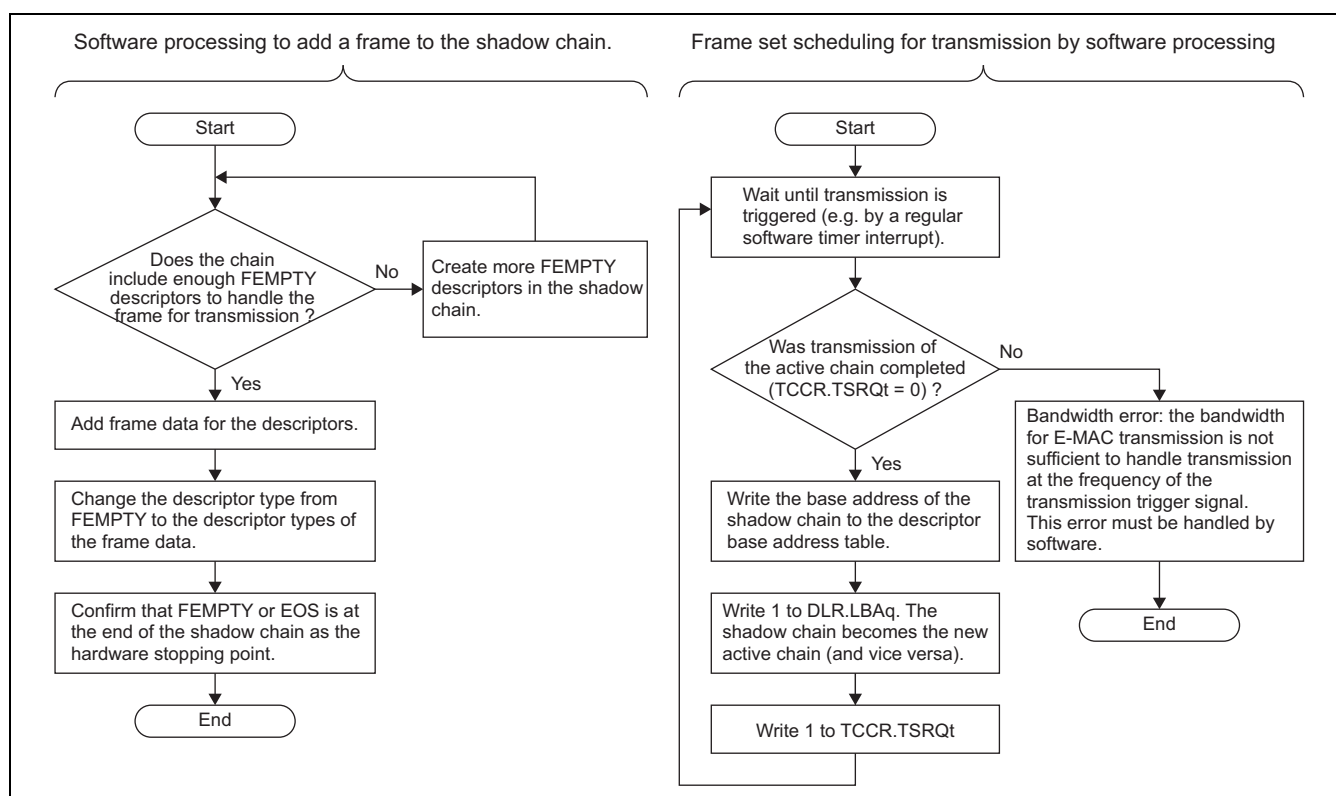 Software processing to add a frame to the shadow chain.
Start
Does the chain
include enough FEMPTY
descriptors to handle the
frame for transmission ?
No
Create more FEMPTY
descriptors in the shadow
chain.
Yes
Add frame data for the descriptors.
Change the descriptor type from
FEMPTY to the descriptor types of
the frame data.
Confirm that FEMPTY or EOS is at
the end of the shadow chain as the
hardware stopping point.
End
Frame set scheduling for transmission by software processing
Start
Wait until transmission is
triggered (e.g. by a regular
software timer interrupt).
Was transmission of
the active chain completed
(TCCR.TSRQt = 0) ?
No
Bandwidth error: the bandwidth
for E-MAC transmission is not
sufficient to handle transmission
at the frequency of the
transmission trigger signal.
This error must be handled by
software.
End
Yes
Write the base address of the
shadow chain to the descriptor
base address table.
Write 1 to DLR.LBAq. The
shadow chain becomes the new
active chain (and vice versa).
Write 1 to TCCR.TSRQt